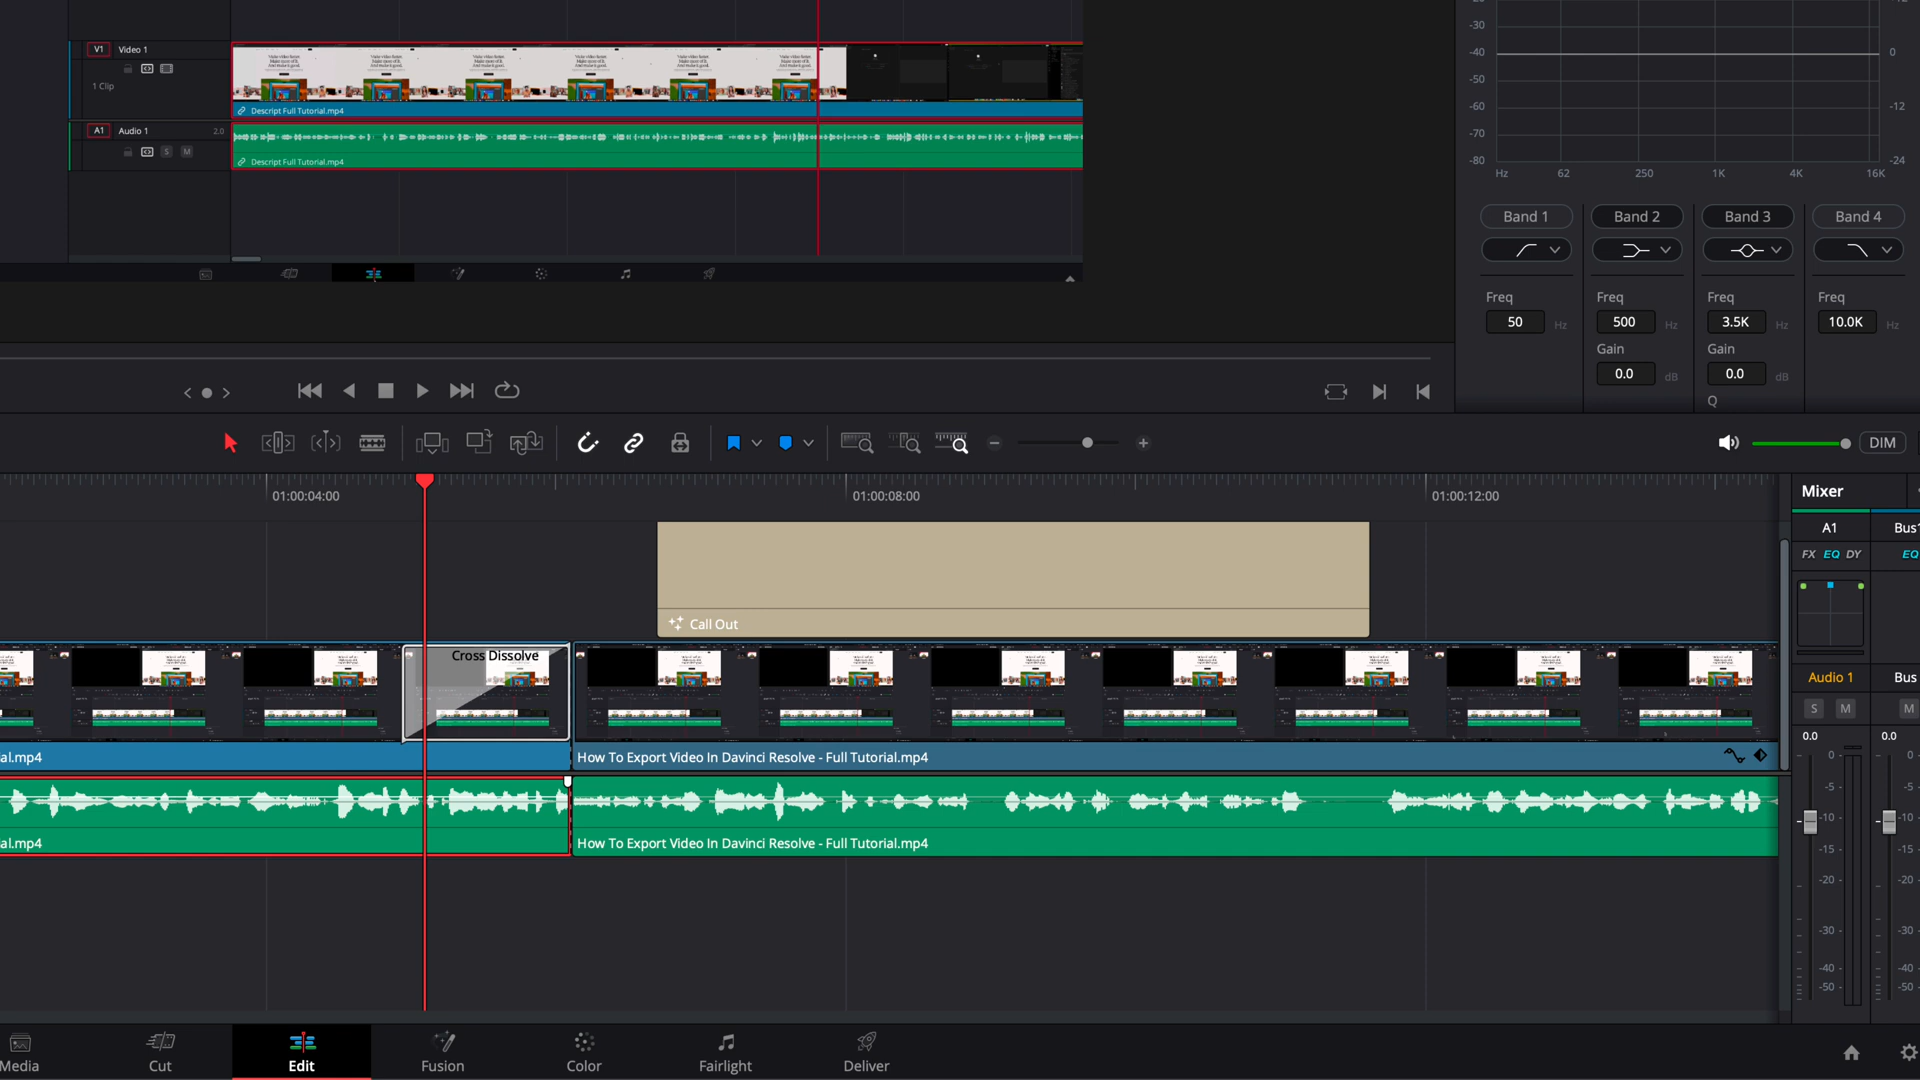 V1 Video 1
1 Clip
Descript Full Tutorial.mp4
A1 Audio 1 2.0
S M
Descript Full Tutorial.mp4
-30
-40
-50
-60
-70
-80
0
-12
-24
Hz 62 250 1K 4K 16K
Band 1 Band 2 Band 3 Band 4
Freq Freq Freq Freq
50 Hz 500 Hz 3.5K Hz 10.0K Hz
Gain Gain
0.0 dB 0.0 dB
Q
DIM
01:00:04:00 01:00:08:00 01:00:12:00
Mixer
A1 Bus1
FX EQ DY EQ
Call Out
Cross Dissolve
Audio 1 Bus
S M M
0.0 0.0
al.mp4
How To Export Video In Davinci Resolve - Full Tutorial.mp4
al.mp4
How To Export Video In Davinci Resolve - Full Tutorial.mp4
0 0
-5 -5
-10 -10
-15 -15
-20 -20
-30 -30
-40 -40
-50 -50
Media Cut Edit Fusion Color Fairlight Deliver